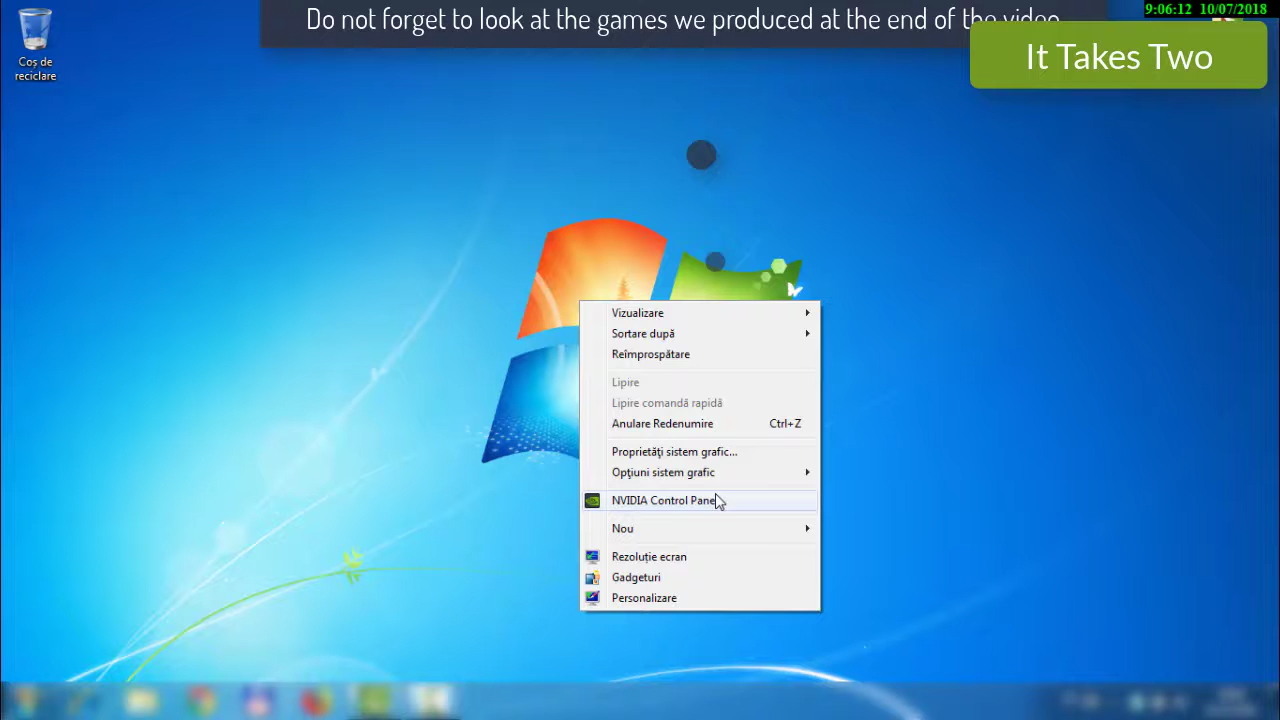 Do not forget to look at the games we produced at the end of the video
9:06:12 10/07/2018
It Takes Two
Coș de
reciclare
Vizualizare
Sortare după
Reîmprospătare
Lipire
Lipire comandă rapidă
Anulare Redenumire Ctrl+Z
Proprietăți sistem grafic...
Opțiuni sistem grafic
NVIDIA Control Panel
Nou
Rezoluție ecran
Gadgeturi
Personalizare